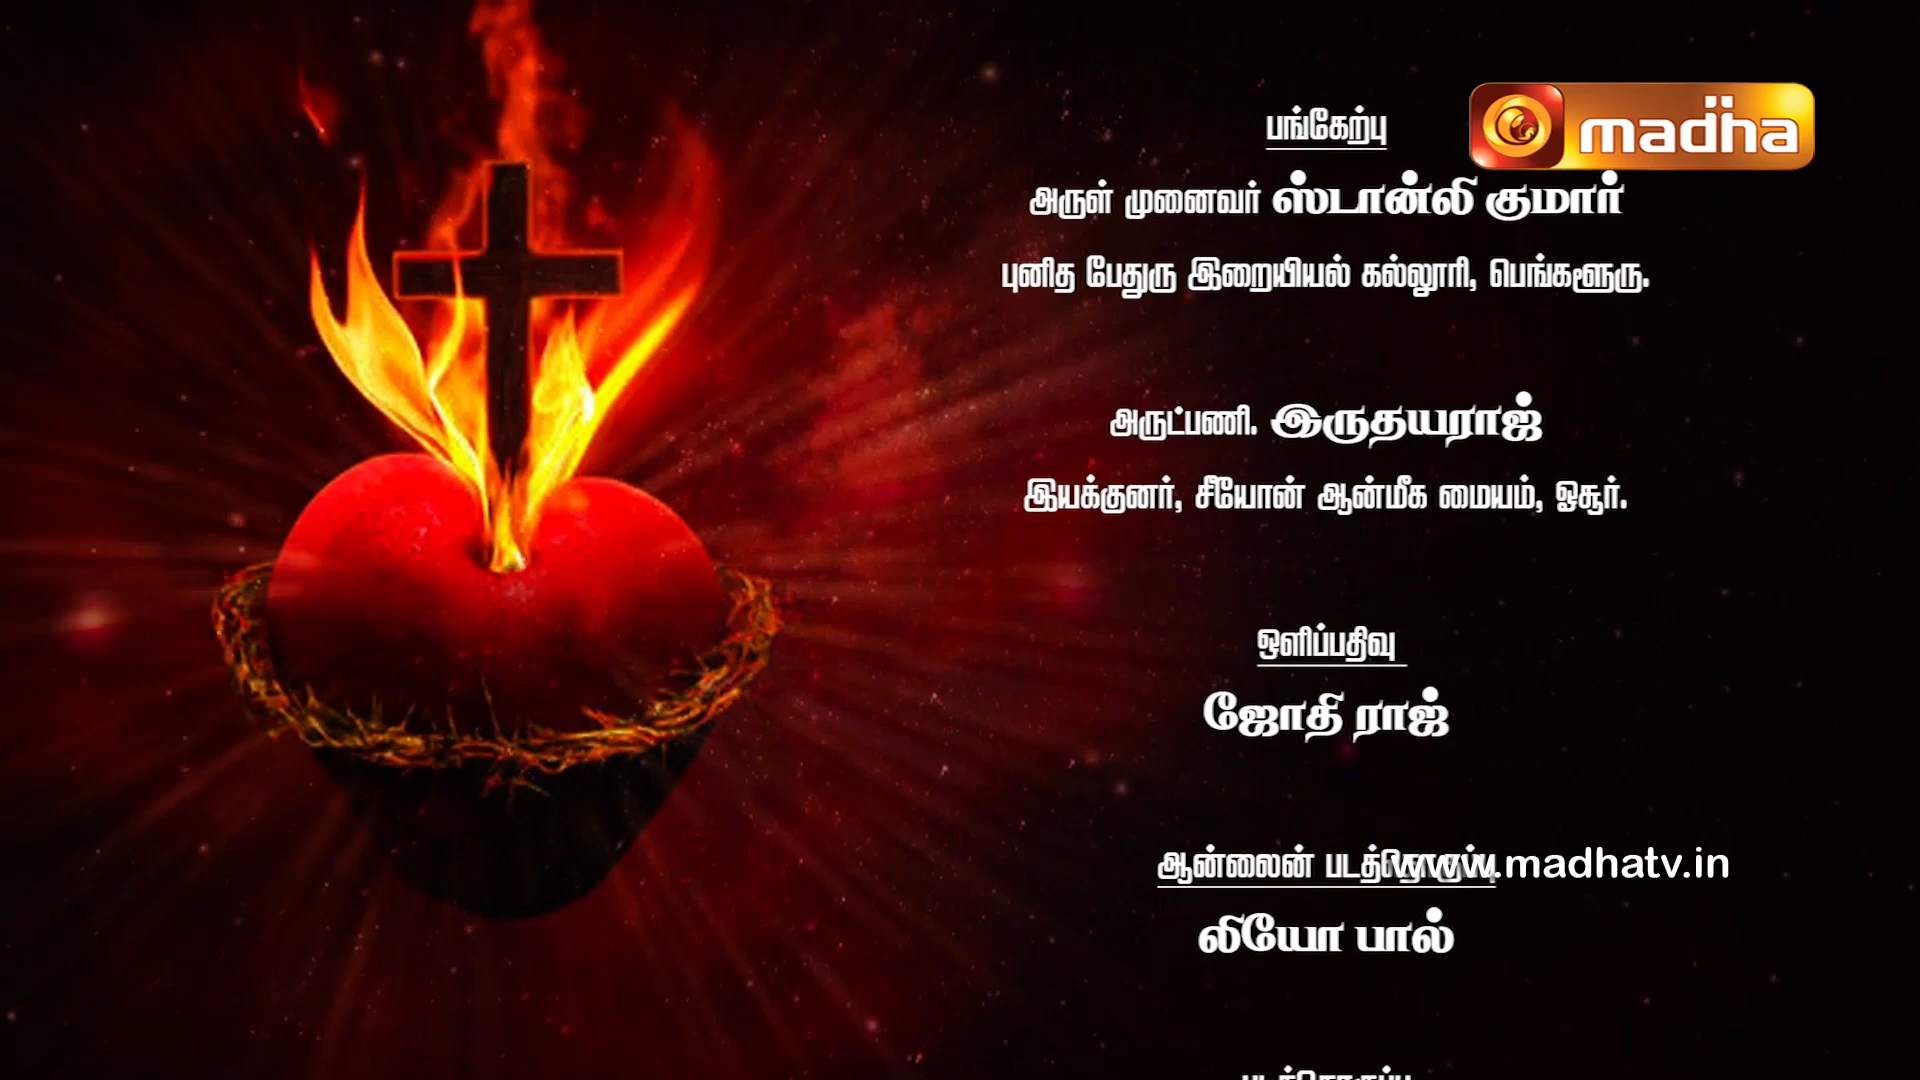 பங்கேற்பு
madha
அருள் முனைவர் ஸ்டான்லி குமார்
புனித பேதுரு இறையியல் கல்லூரி, பெங்களூரு.
அருட்பணி. இருதயராஜ்
இயக்குனர், சீயோன் ஆன்மீக மையம், ஓசூர்.
ஒளிப்பதிவு
ஜோதி ராஜ்
ஆன்லைன்
www.madhatv.in
லியோ பால்